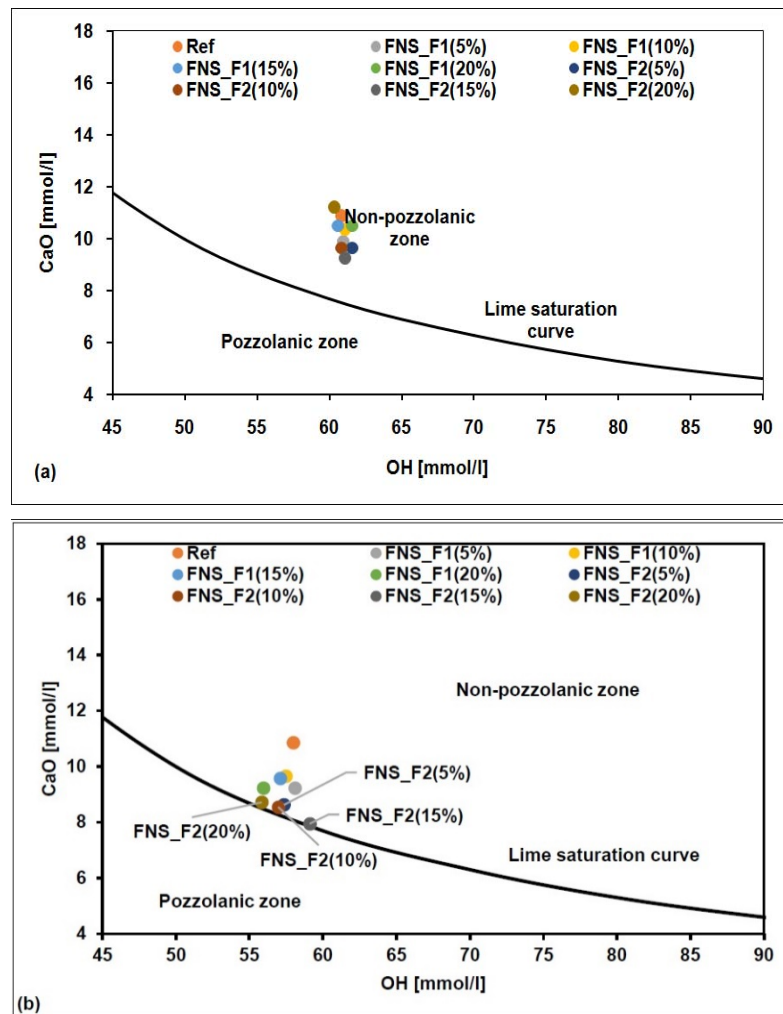 Ref FNS_F1(5%) FNS_F1(10%)
FNS_F1(15%) FNS_F1(20%) FNS_F2(5%)
FNS_F2(10%) FNS_F2(15%) FNS_F2(20%)
18
16
14
12
10
8
6
4
CaO [mmol/l]
Non-pozzolanic
zone
Lime saturation
curve
Pozzolanic zone
45 50 55 60 65 70 75 80 85 90
OH [mmol/l]
(a)
Ref FNS_F1(5%) FNS_F1(10%)
FNS_F1(15%) FNS_F1(20%) FNS_F2(5%)
FNS_F2(10%) FNS_F2(15%) FNS_F2(20%)
18
16
14
12
10
8
6
4
CaO [mmol/l]
Non-pozzolanic zone
FNS_F2(5%)
FNS_F2(15%)
FNS_F2(20%)
FNS_F2(10%)
Lime saturation curve
Pozzolanic zone
45 50 55 60 65 70 75 80 85 90
OH [mmol/l]
(b)